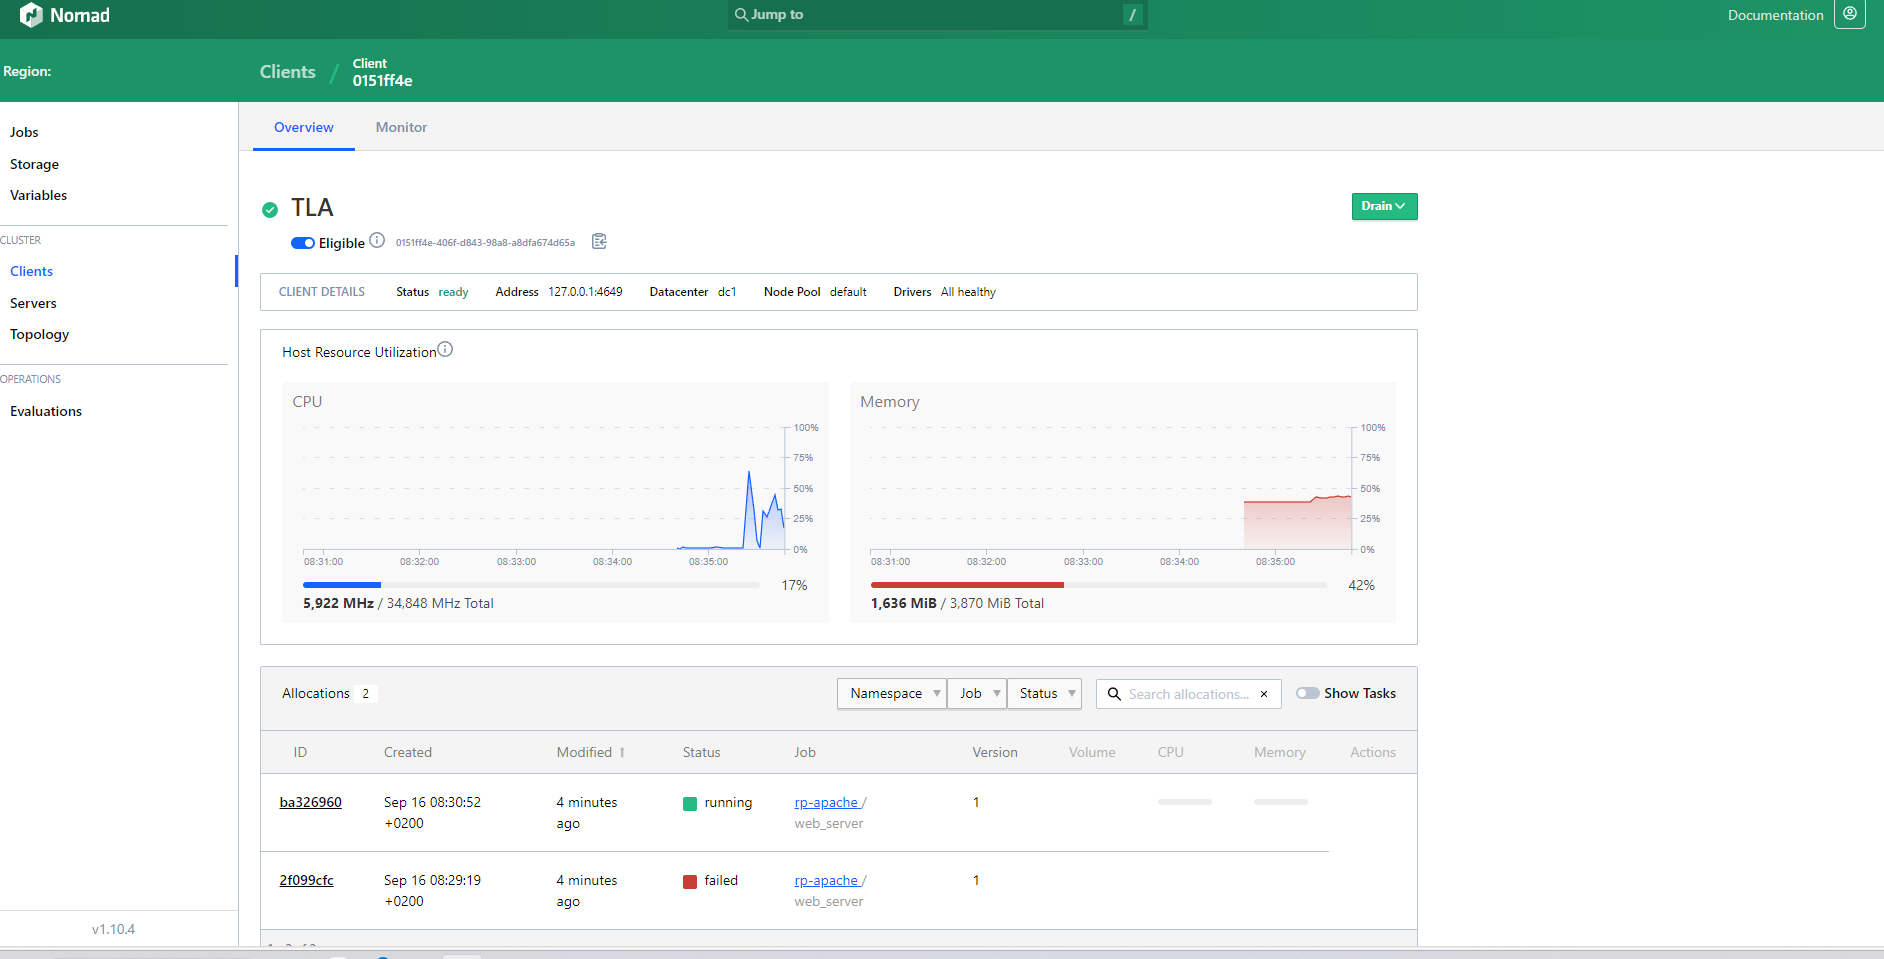 Nomad
Jump to
/
Documentation
Region:
Clients / Client
0151ff4e
Jobs
Storage
Variables
CLUSTER
Clients
Servers
Topology
OPERATIONS
Evaluations
v1.10.4
Overview Monitor
TLA
Drain
Eligible 0151ff4e-406f-d843-98a8-a8dfa674d65a
CLIENT DETAILS Status ready Address 127.0.0.1:4649 Datacenter dc1 Node Pool default Drivers All healthy
Host Resource Utilization
CPU
100%
75%
50%
25%
0%
08:31:00 08:32:00 08:33:00 08:34:00 08:35:00
17%
5,922 MHz / 34,848 MHz Total
Memory
100%
75%
50%
25%
0%
08:31:00 08:32:00 08:33:00 08:34:00 08:35:00
42%
1,636 MiB / 3,870 MiB Total
Allocations 2 Namespace Job Status Search allocations... × Show Tasks
ID Created Modified Status Job Version Volume CPU Memory Actions
ba326960 Sep 16 08:30:52 4 minutes running rp-apache / 1
+0200 ago web_server
2f099cfc Sep 16 08:29:19 4 minutes failed rp-apache / 1
+0200 ago web_server